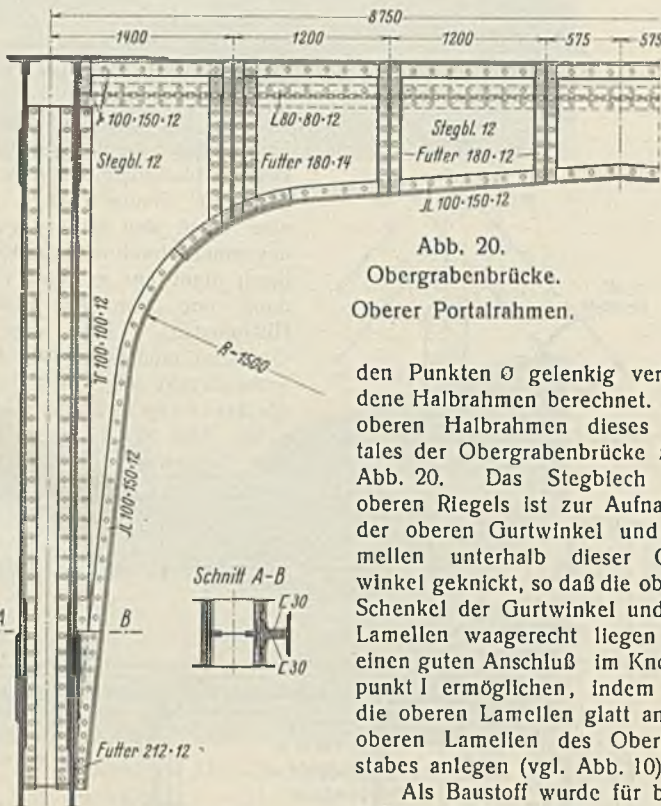 8750
1400 1200 1200 575 575
100·150·12
L 80·80·12
Stegbl. 12
Stegbl. 12
Futter 180·14
Futter 180·12
JL 100·150·12
Abb. 20.
Obergrabenbrücke.
Oberer Portalrahmen.
100·100·12
R=1500
JL 100·150·12
den Punkten ø gelenkig ver
dene Halbrahmen berechnet.
oberen Halbrahmen dieses
tales der Obergrabenbrücke
Abb. 20. Das Stegblech
oberen Riegels ist zur Aufna
der oberen Gurtwinkel und
mellen unterhalb dieser G
winkel geknickt, so daß die ob
Schenkel der Gurtwinkel und
Lamellen waagerecht liegen
einen guten Anschluß im Kno
punkt I ermöglichen, indem
die oberen Lamellen glatt an
oberen Lamellen des Ober
stabes anlegen (vgl. Abb. 10)
Als Baustoff wurde für b
Schnitt A-B
C 30
C 30
A B
Futter 212·12